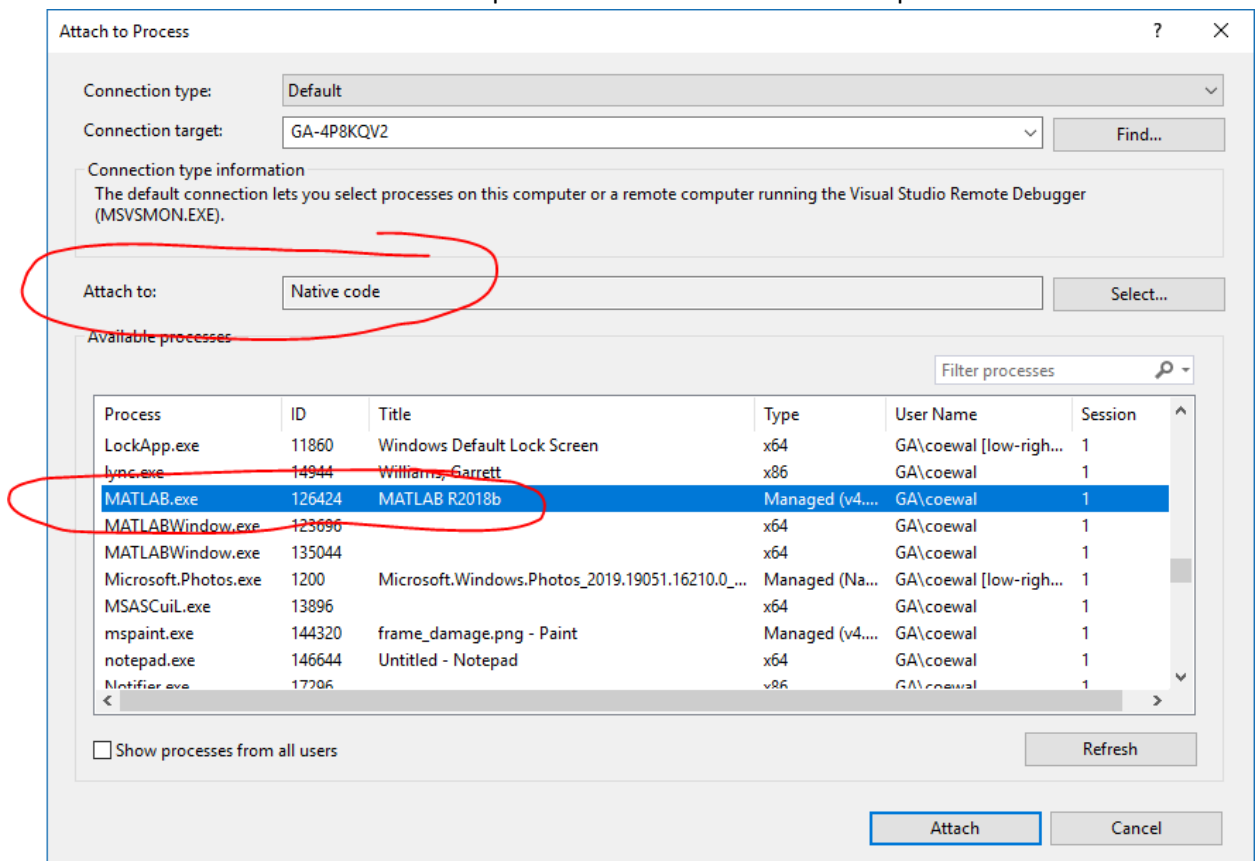 Attach to Process ?
Connection type: Default
Connection target: GA-4P8KQV2 Find...
Connection type information
The default connection lets you select processes on this computer or a remote computer running the Visual Studio Remote Debugger
(MSVSMON.EXE).
Attach to: Native code Select...
Available processes
Filter processes
Process ID Title Type User Name Session
LockApp.exe 11860 Windows Default Lock Screen x64 GA\coewal [low-righ... 1
lync.exe 14944 Williams, Garrett x86 GA\coewal 1
MATLAB.exe 126424 MATLAB R2018b Managed (v4.... GA\coewal 1
MATLABWindow.exe 123696 x64 GA\coewal 1
MATLABWindow.exe 135044 x64 GA\coewal 1
Microsoft.Photos.exe 1200 Microsoft.Windows.Photos_2019.19051.16210.0_... Managed (Na... GA\coewal [low-righ... 1
MSASCuiL.exe 13896 x64 GA\coewal 1
mspaint.exe 144320 frame_damage.png - Paint Managed (v4.... GA\coewal 1
notepad.exe 146644 Untitled - Notepad x64 GA\coewal 1
Notifier.exe 17296 x86 GA\coewal 1
Show processes from all users Refresh
Attach Cancel